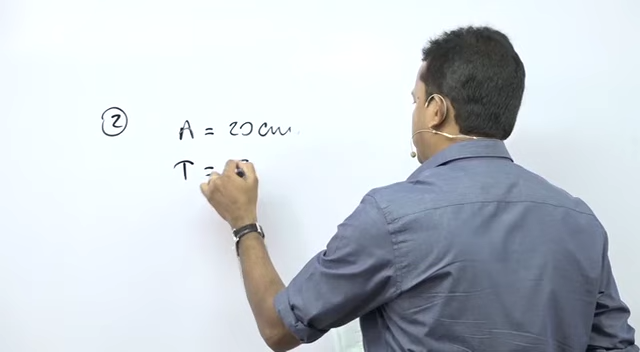 ② A = 20 cm
T =